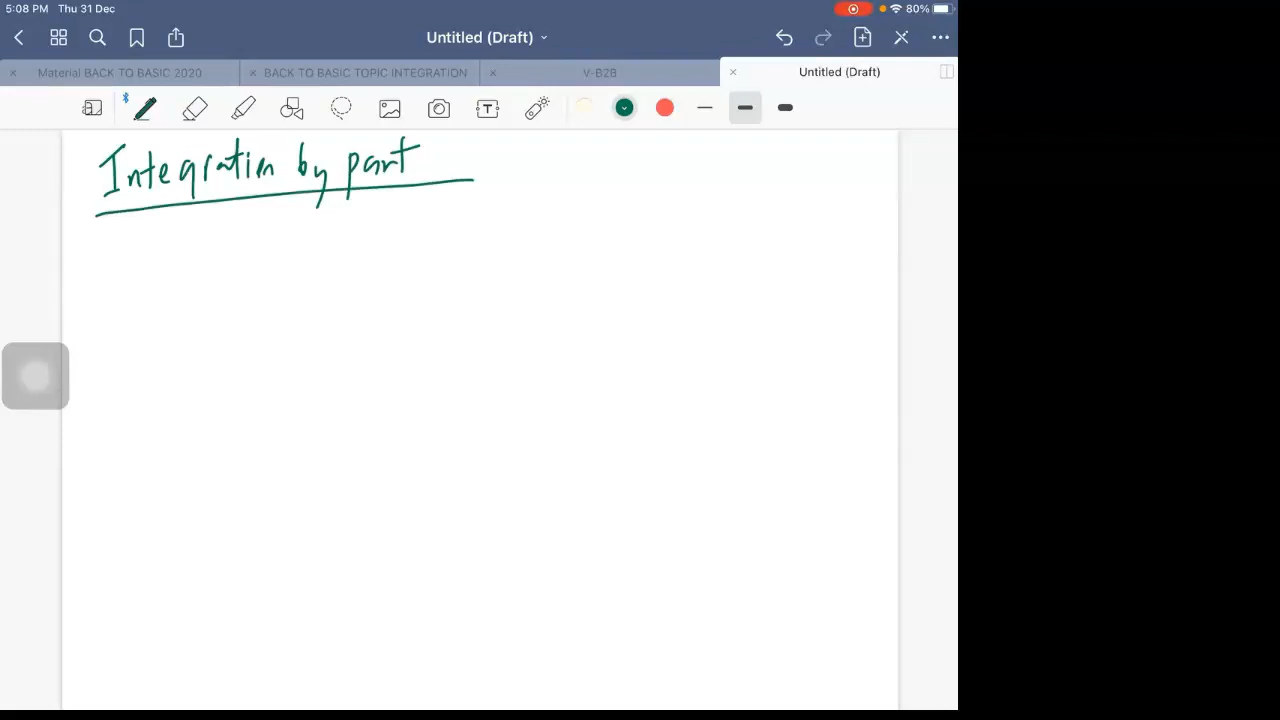 5:08 PM Thu 31 Dec
80%
Untitled (Draft)
Material BACK TO BASIC 2020
BACK TO BASIC TOPIC INTEGRATION
V-B2B
Untitled (Draft)
T
Integration by part